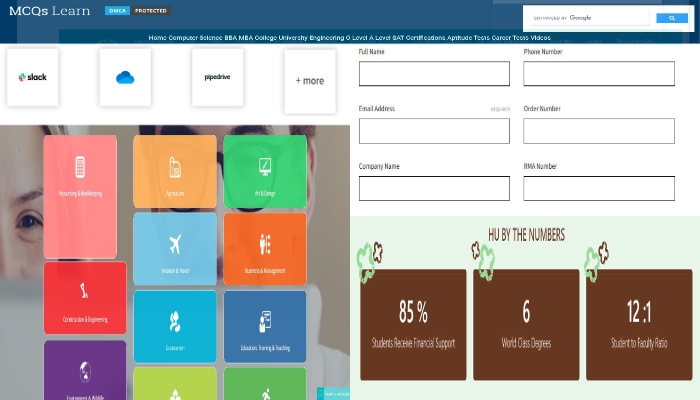 MCQs Learn
DMCA PROTECTED
ENHANCED BY Google
Home Computer Science BBA MBA College University Engineering O Level A Level SAT Certifications Aptitude Tests Career Tests Videos
slack
pipedrive
+ more
Full Name
Phone Number
Email Address
REQUIRED
Order Number
Company Name
RMA Number
Accounting & Bookkeeping
Agriculture
Art & Design
Aviation & Travel
Business & Management
Construction & Engineering
Ecotourism
Education, Training & Teaching
Environment & Wildlife
HU BY THE NUMBERS
85 %
Students Receive Financial Support
6
World Class Degrees
12 :1
Student to Faculty Ratio